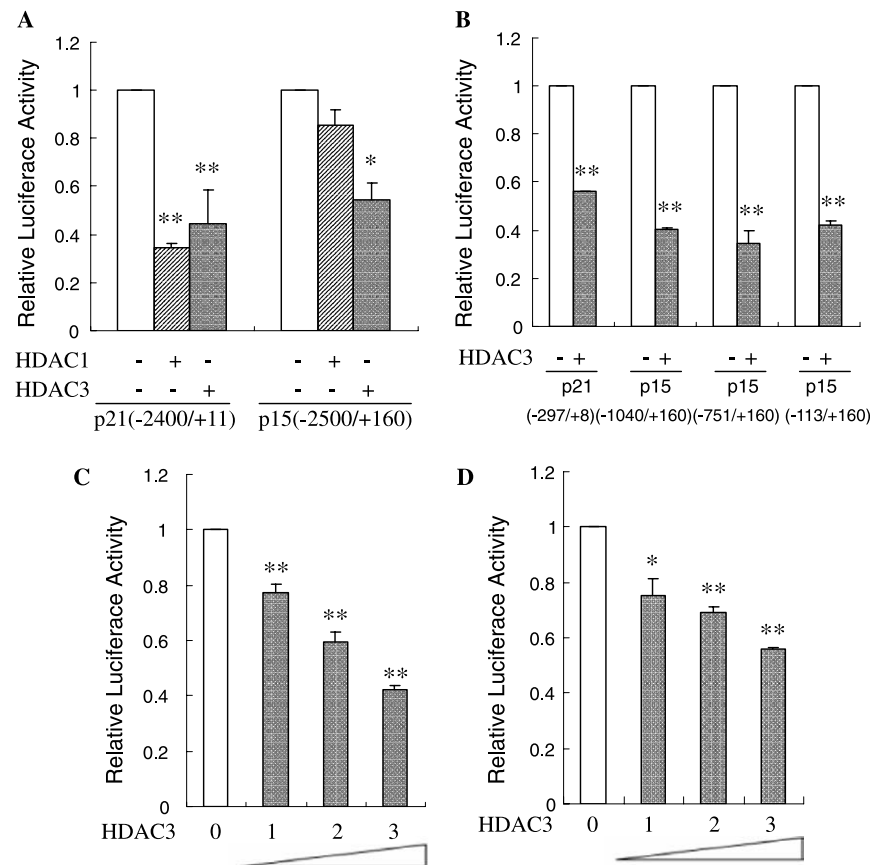 A
Relative Luciferace Activity
1.2
1
0.8
0.6
0.4
0.2
0
**
**
*
HDAC1 - + - - + -
HDAC3 - - + - - +
p21(-2400/+11) p15(-2500/+160)
B
Relative Luciferace Activity
1.2
1
0.8
0.6
0.4
0.2
0
**
**
**
**
HDAC3 - + - + - + - +
p21 p15 p15 p15
(-297/+8) (-1040/+160) (-751/+160) (-113/+160)
C
Relative Luciferace Activity
1.2
1
0.8
0.6
0.4
0.2
0
**
**
**
HDAC3 0 1 2 3
D
Relative Luciferace Activity
1.2
1
0.8
0.6
0.4
0.2
0
*
**
**
HDAC3 0 1 2 3